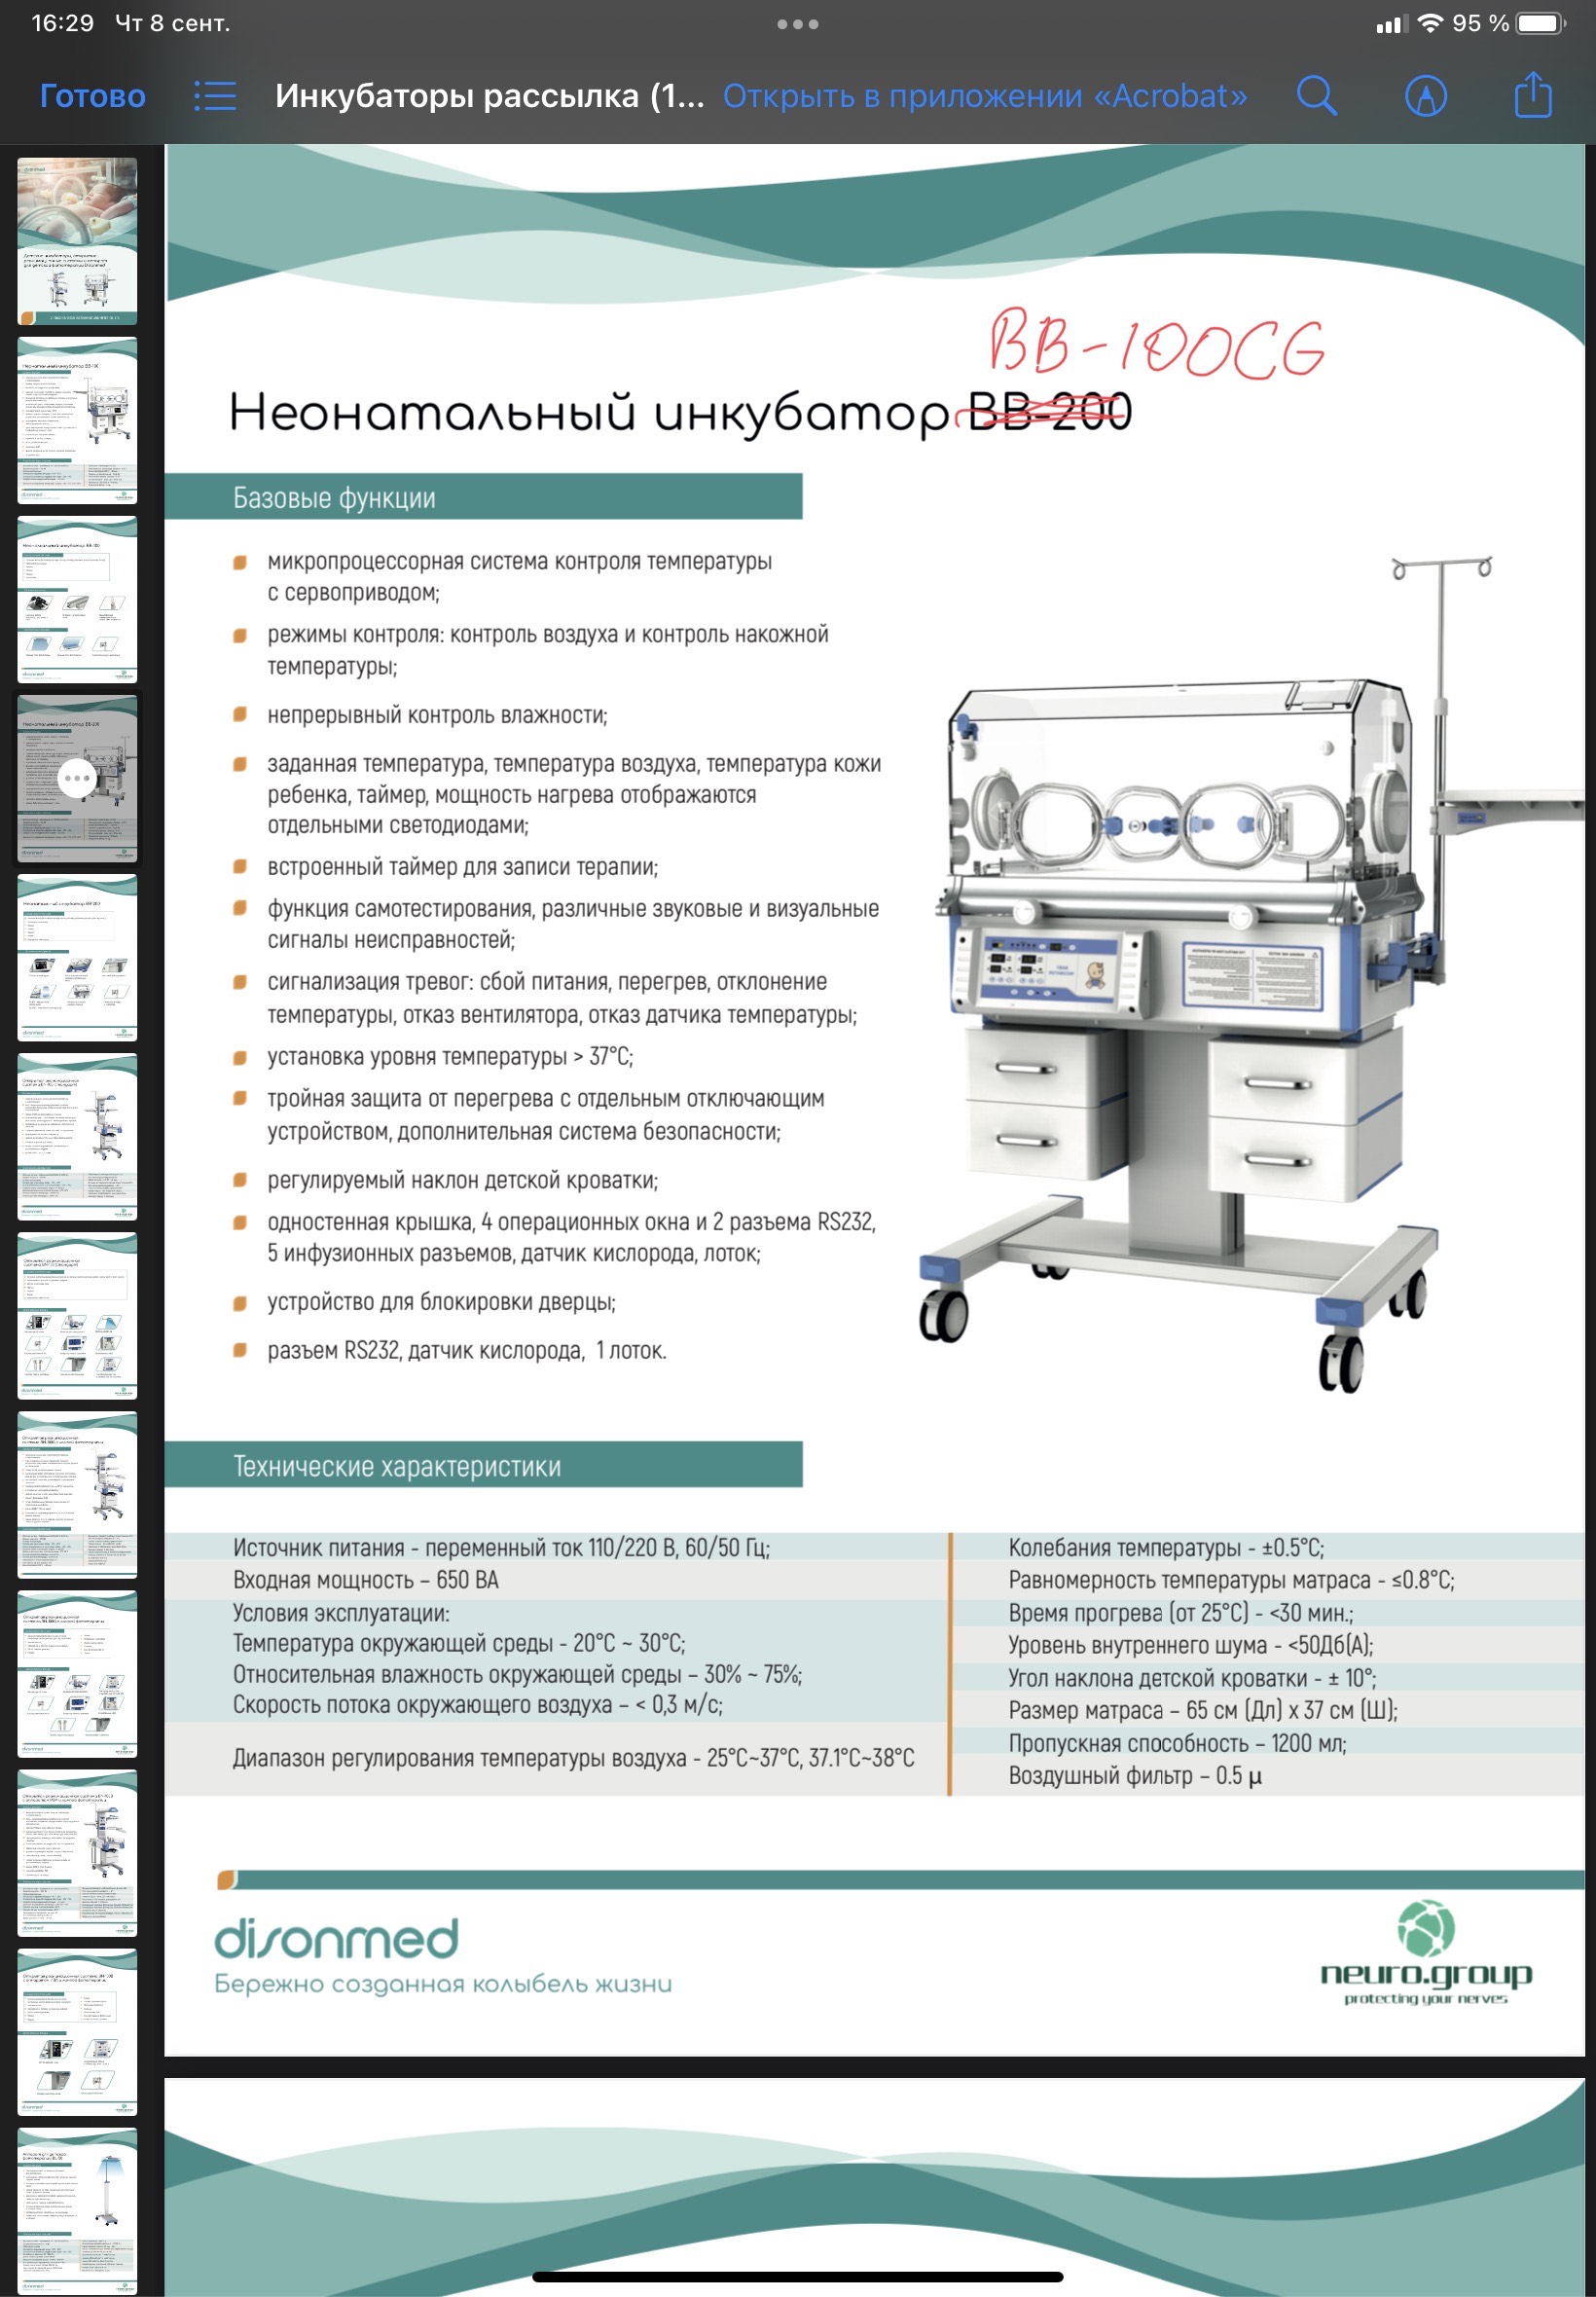 16:29 Чт 8 сент.
95 %
Готово
Инкубаторы рассылка (1...
Открыть в приложении «Acrobat»
BB-100CG
Неонатальный инкубатор BB-200
Базовые функции
микропроцессорная система контроля температуры
с сервоприводом;
режимы контроля: контроль воздуха и контроль накожной
температуры;
непрерывный контроль влажности;
заданная температура, температура воздуха, температура кожи
ребенка, таймер, мощность нагрева отображаются
отдельными светодиодами;
встроенный таймер для записи терапии;
функция самотестирования, различные звуковые и визуальные
сигналы неисправностей;
сигнализация тревог: сбой питания, перегрев, отклонение
температуры, отказ вентилятора, отказ датчика температуры;
установка уровня температуры > 37°C;
тройная защита от перегрева с отдельным отключающим
устройством, дополнительная система безопасности;
регулируемый наклон детской кроватки;
одностенная крышка, 4 операционных окна и 2 разъема RS232,
5 инфузионных разъемов, датчик кислорода, лоток;
устройство для блокировки дверцы;
разъем RS232, датчик кислорода, 1 лоток.
Технические характеристики
Источник питания - переменный ток 110/220 В, 60/50 Гц;
Входная мощность – 650 ВА
Условия эксплуатации:
Температура окружающей среды - 20°C ~ 30°C;
Относительная влажность окружающей среды – 30% ~ 75%;
Скорость потока окружающего воздуха – < 0,3 м/с;
Диапазон регулирования температуры воздуха - 25°C~37°C, 37.1°C~38°C
Колебания температуры - ±0.5°C;
Равномерность температуры матраса - ≤0.8°C;
Время прогрева (от 25°C) - <30 мин.;
Уровень внутреннего шума - <50Дб(А);
Угол наклона детской кроватки - ± 10°;
Размер матраса – 65 см (Дл) x 37 см (Ш);
Пропускная способность – 1200 мл;
Воздушный фильтр – 0.5 μ
disonmed
Бережно созданная колыбель жизни
neuro.group
protecting your nerves